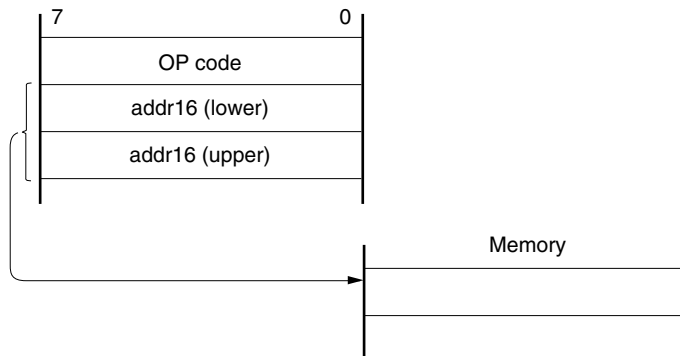 7 0
OP code
addr16 (lower)
addr16 (upper)
Memory